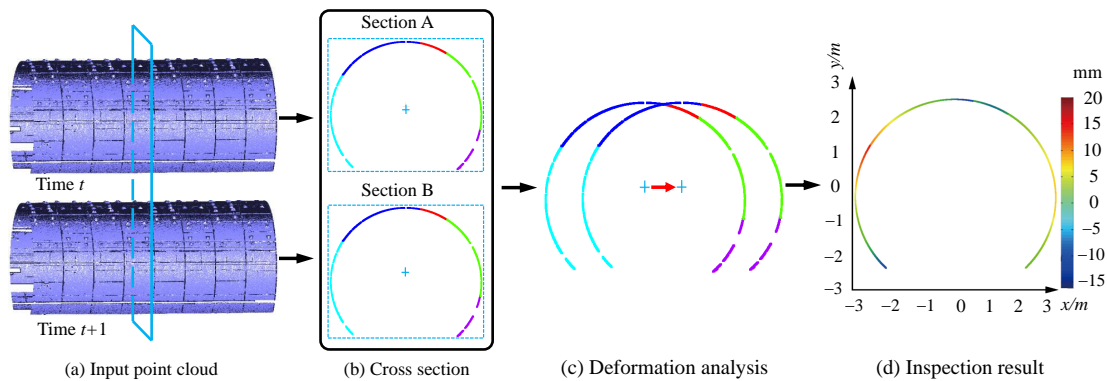 Time t
Time t+1
(a) Input point cloud
Section A
Section B
(b) Cross section
(c) Deformation analysis
y/m
3
2
1
0
−1
−2
−3
−3 −2 −1 0 1 2 3 x/m
mm
20
15
10
5
0
−5
−10
−15
(d) Inspection result